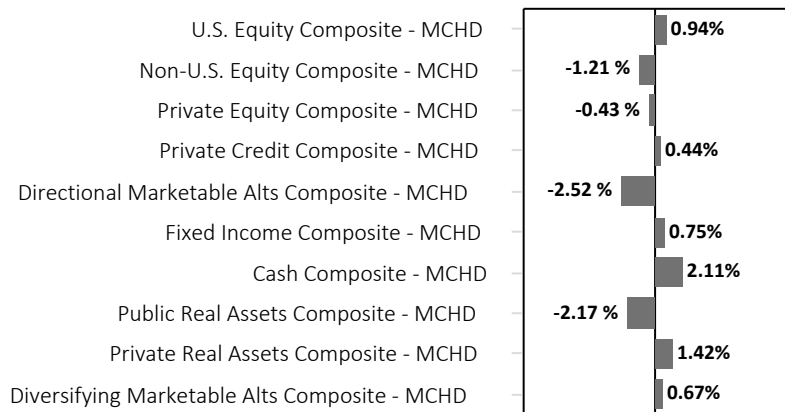 U.S. Equity Composite - MCHD 0.94%
Non-U.S. Equity Composite - MCHD -1.21 %
Private Equity Composite - MCHD -0.43 %
Private Credit Composite - MCHD 0.44%
Directional Marketable Alts Composite - MCHD -2.52 %
Fixed Income Composite - MCHD 0.75%
Cash Composite - MCHD 2.11%
Public Real Assets Composite - MCHD -2.17 %
Private Real Assets Composite - MCHD 1.42%
Diversifying Marketable Alts Composite - MCHD 0.67%